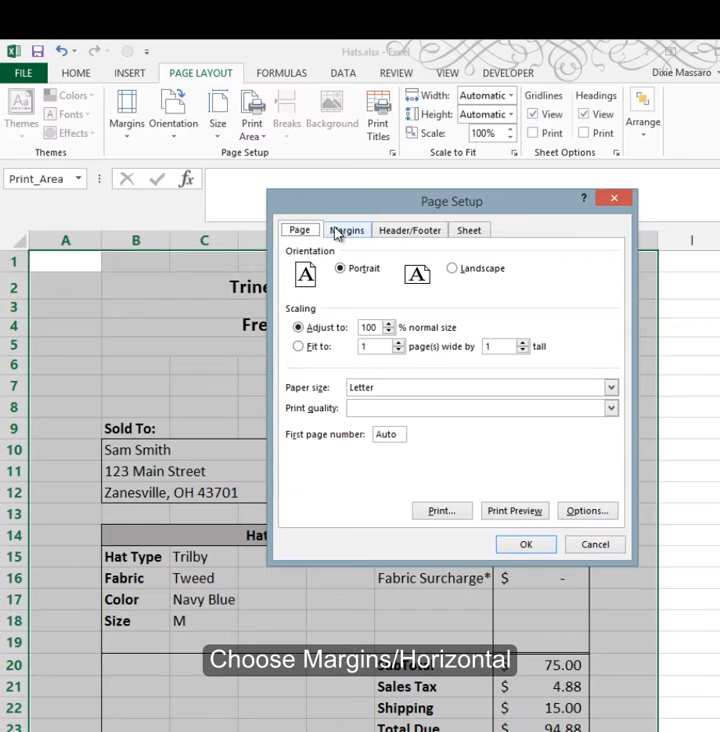 Hats.xlsx - Excel
FILE HOME INSERT PAGE LAYOUT FORMULAS DATA REVIEW VIEW DEVELOPER Dixie Massaro
Themes Colors Fonts Effects
Margins Orientation Size Print Area Breaks Background Print Titles
Width: Automatic Height: Automatic Scale: 100%
Gridlines View Print Headings View Print
Arrange
Themes Page Setup Scale to Fit Sheet Options
Print_Area fx
Page Setup ?
A B C I
Page Margins Header/Footer Sheet
Orientation
A Portrait A Landscape
Scaling
Adjust to: 100 % normal size
Fit to: 1 page(s) wide by 1 tall
Paper size: Letter
Print quality:
First page number: Auto
Print... Print Preview Options...
OK Cancel
1
2 Trine
3
4 Fre
5
6
7
8
9 Sold To:
10 Sam Smith
11 123 Main Street
12 Zanesville, OH 43701
13
14 Hat
15 Hat Type Trilby
16 Fabric Tweed Fabric Surcharge* $ -
17 Color Navy Blue
18 Size M
19
Choose Margins/Horizontal
20 SubTotal $ 75.00
21 Sales Tax $ 4.88
22 Shipping $ 15.00
23 Total Due $ 94.88